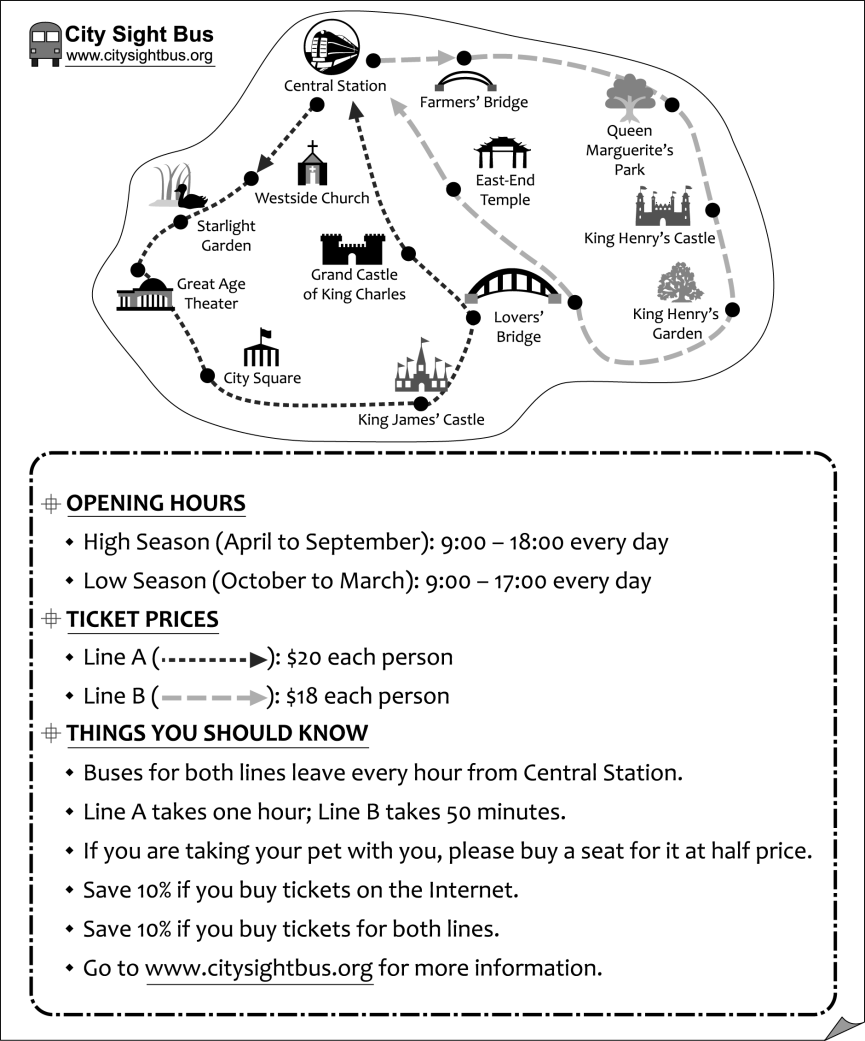 City Sight Bus
www.citysightbus.org
Central Station
Farmers' Bridge
Queen
Marguerite's
Park
East-End
Temple
Westside Church
Starlight
Garden
King Henry's Castle
Great Age
Theater
Grand Castle
of King Charles
Lovers'
Bridge
King Henry's
Garden
City Square
King James' Castle
OPENING HOURS
• High Season (April to September): 9:00 – 18:00 every day
• Low Season (October to March): 9:00 – 17:00 every day
TICKET PRICES
• Line A ( ): $20 each person
• Line B ( ): $18 each person
THINGS YOU SHOULD KNOW
• Buses for both lines leave every hour from Central Station.
• Line A takes one hour; Line B takes 50 minutes.
• If you are taking your pet with you, please buy a seat for it at half price.
• Save 10% if you buy tickets on the Internet.
• Save 10% if you buy tickets for both lines.
• Go to www.citysightbus.org for more information.